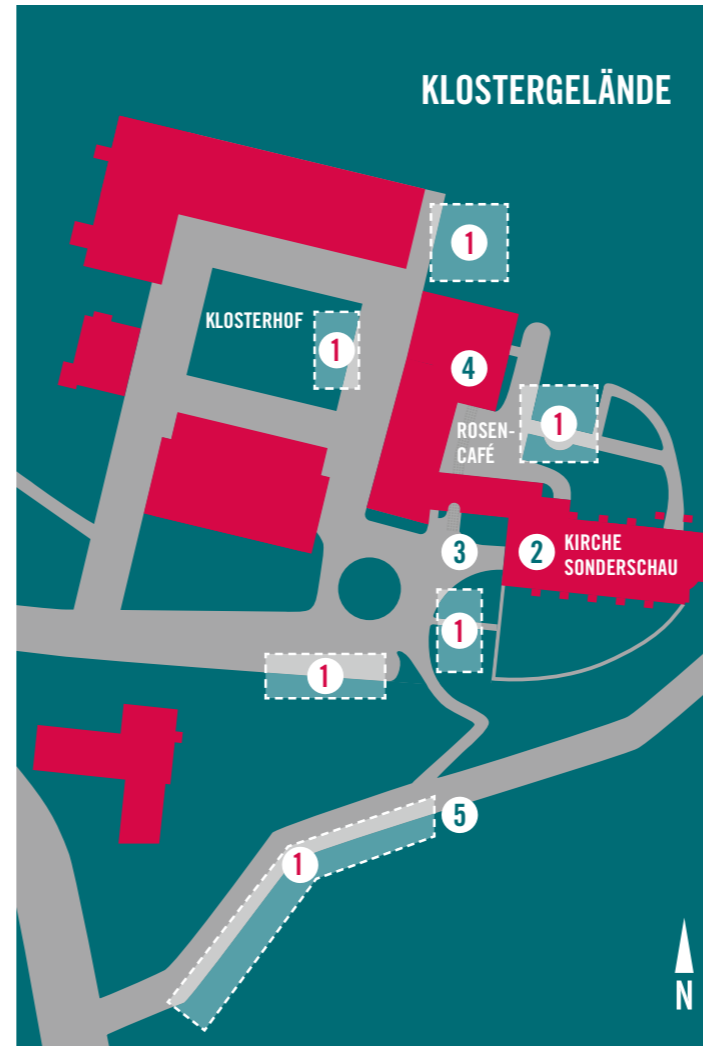 KLOSTERGELÄNDE
1
KLOSTERHOF
1
4
1
ROSEN-
CAFÉ
3
2
KIRCHE
SONDERSCHAU
1
1
5
1
N